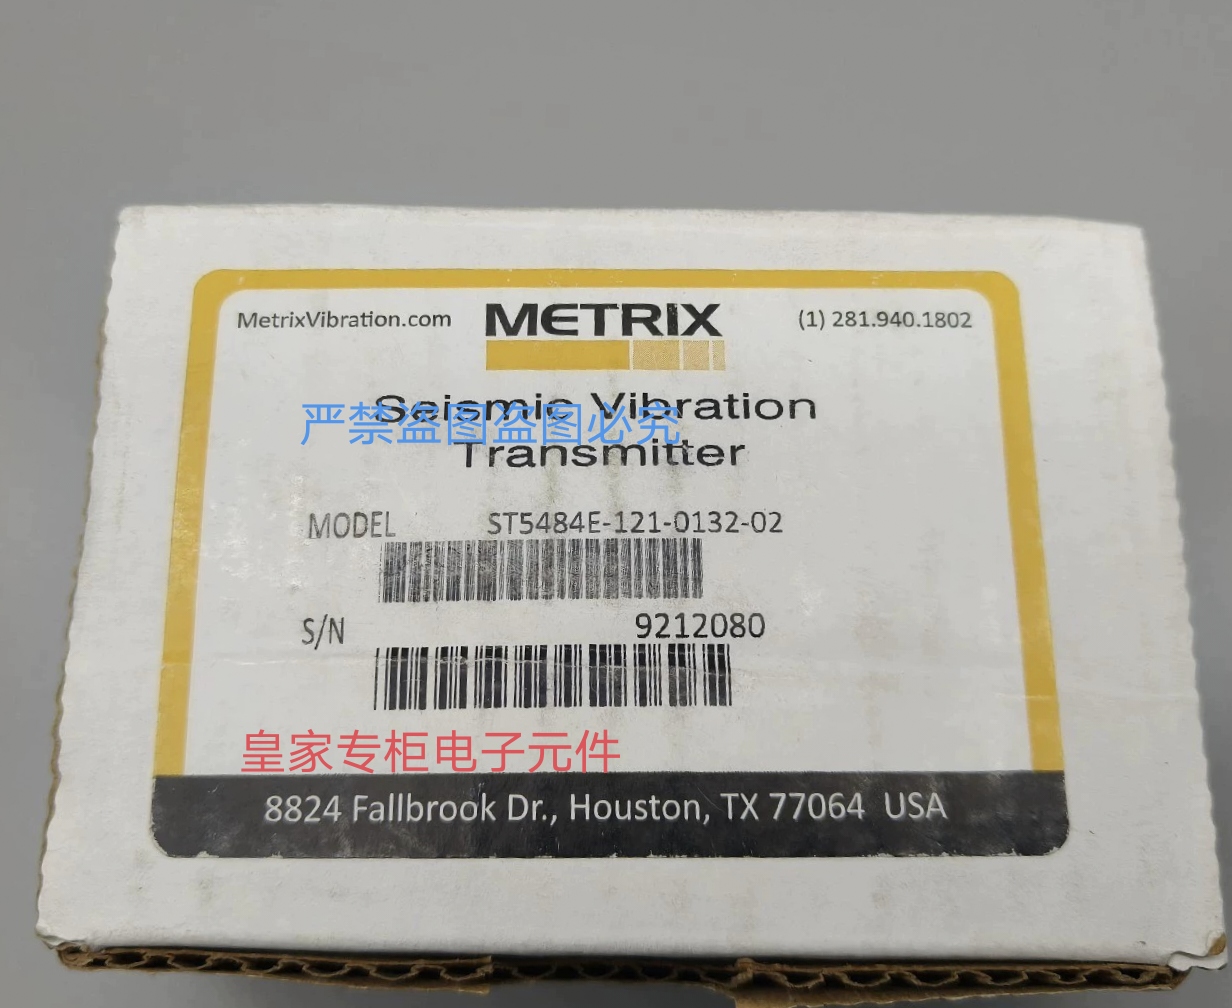 MetrixVibration.com METRIX (1) 281.940.1802
Seismic Vibration
严禁盗图盗图必究
Transmitter
MODEL ST5484E-121-0132-02
S/N 9212080
皇家专柜电子元件
8824 Fallbrook Dr., Houston, TX 77064 USA